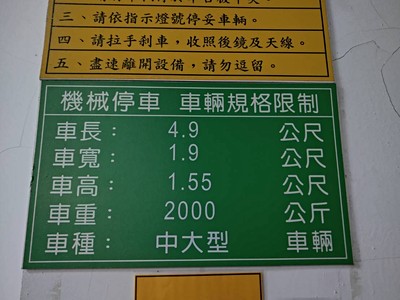 三、請依指示燈號停妥車輛。
四、請拉手剎車，收照後鏡及天線。
五、盡速離開設備，請勿逗留。
機械停車 車輛規格限制
車長： 4.9 公尺
車寬： 1.9 公尺
車高： 1.55 公尺
車重： 2000 公斤
車種： 中大型 車輛